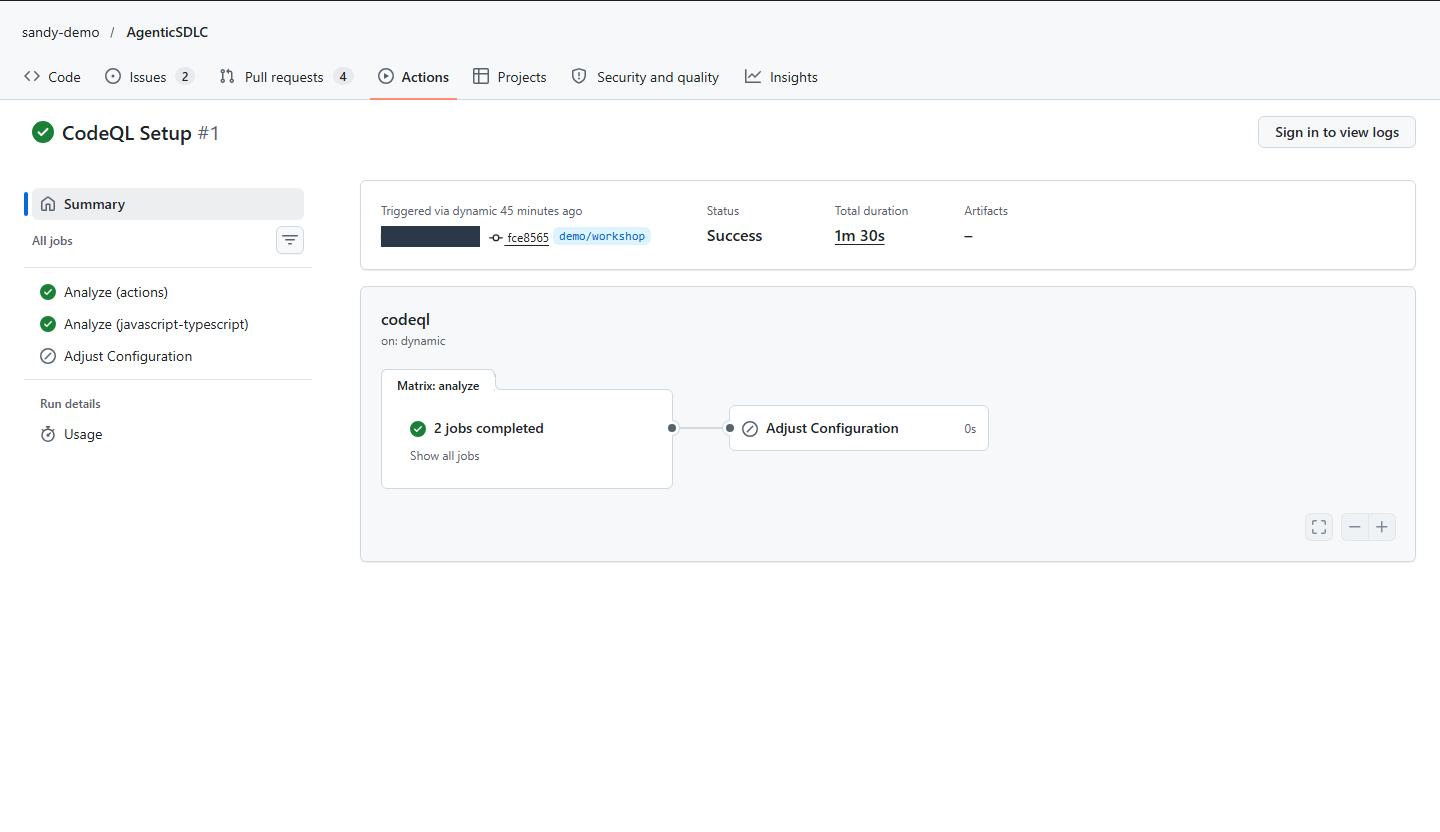 sandy-demo / AgenticSDLC
Code Issues 2 Pull requests 4 Actions Projects Security and quality Insights
CodeQL Setup #1
Sign in to view logs
Summary
All jobs
Analyze (actions)
Analyze (javascript-typescript)
Adjust Configuration
Run details
Usage
Triggered via dynamic 45 minutes ago
fce8565 demo/workshop
Status
Success
Total duration
1m 30s
Artifacts
–
codeql
on: dynamic
Matrix: analyze
2 jobs completed
Show all jobs
Adjust Configuration 0s